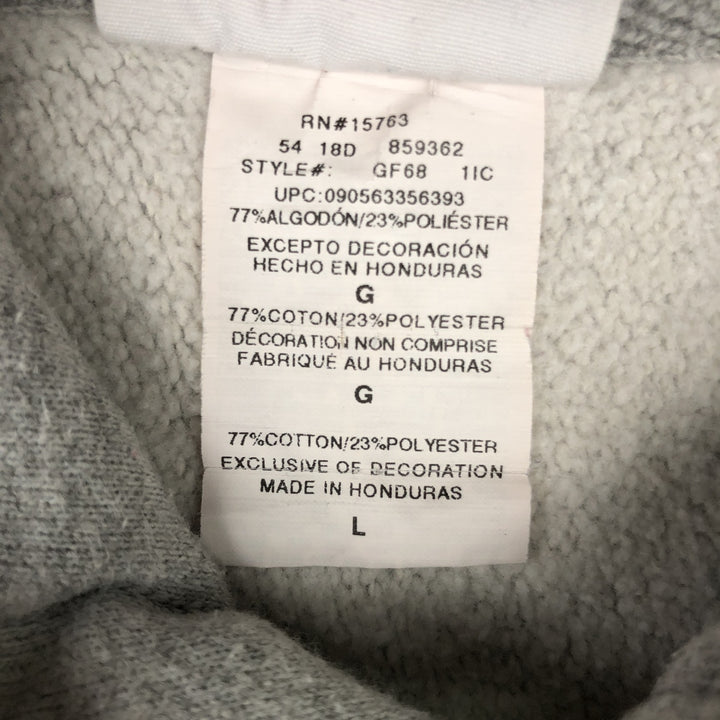 RN#15763
54 18D 859362
STYLE#: GF68 1IC
UPC:090563356393
77%ALGODÓN/23%POLIÉSTER
EXCEPTO DECORACIÓN
HECHO EN HONDURAS
G
77%COTON/23%POLYESTER
DÉCORATION NON COMPRISE
FABRIQUÉ AU HONDURAS
G
77%COTTON/23%POLYESTER
EXCLUSIVE OF DECORATION
MADE IN HONDURAS
L